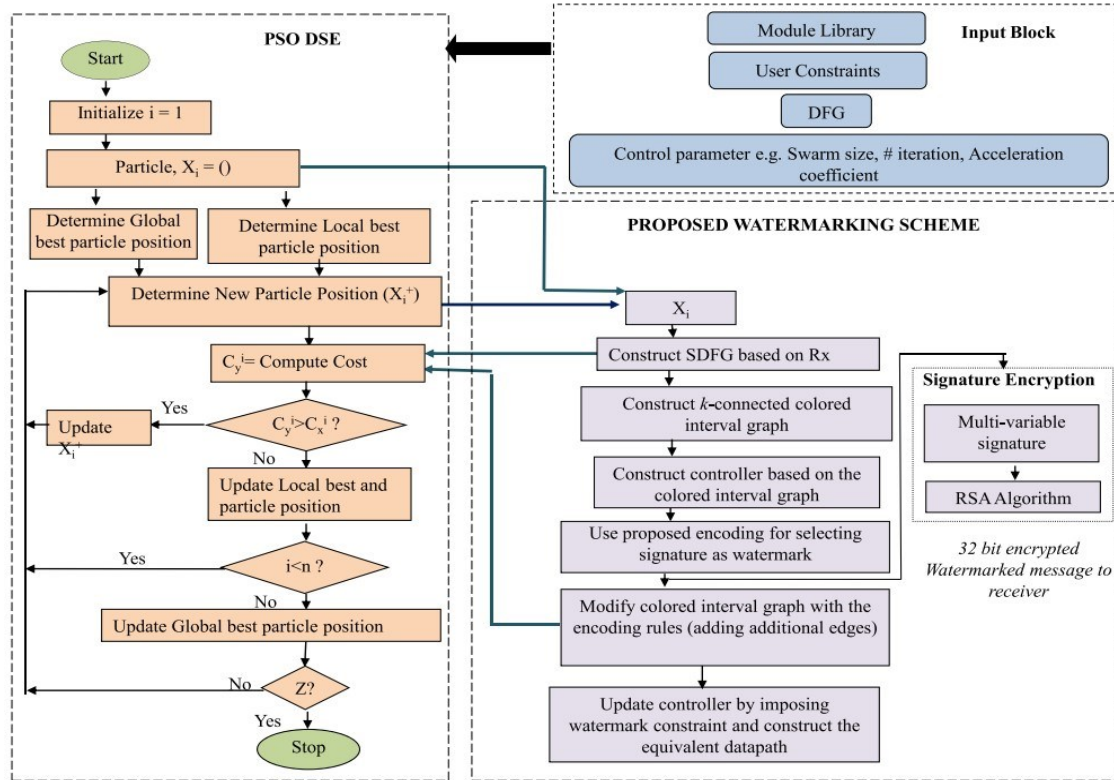 PSO DSE
Start
Initialize i = 1
Particle, Xᵢ = ()
Determine Global
best particle position
Determine Local best
particle position
Determine New Particle Position (Xᵢ⁺)
C_y^i= Compute Cost
C_y^i>C_x^i ?
Yes
Update
Xᵢ⁺
No
Update Local best and
particle position
i<n ?
Yes
No
Update Global best particle position
Z?
No
Yes
Stop
Module Library
Input Block
User Constraints
DFG
Control parameter e.g. Swarm size, # iteration, Acceleration
coefficient
PROPOSED WATERMARKING SCHEME
Xᵢ
Construct SDFG based on Rx
Construct k-connected colored
interval graph
Construct controller based on the
colored interval graph
Use proposed encoding for selecting
signature as watermark
Modify colored interval graph with the
encoding rules (adding additional edges)
Update controller by imposing
watermark constraint and construct the
equivalent datapath
Signature Encryption
Multi-variable
signature
RSA Algorithm
32 bit encrypted
Watermarked message to
receiver